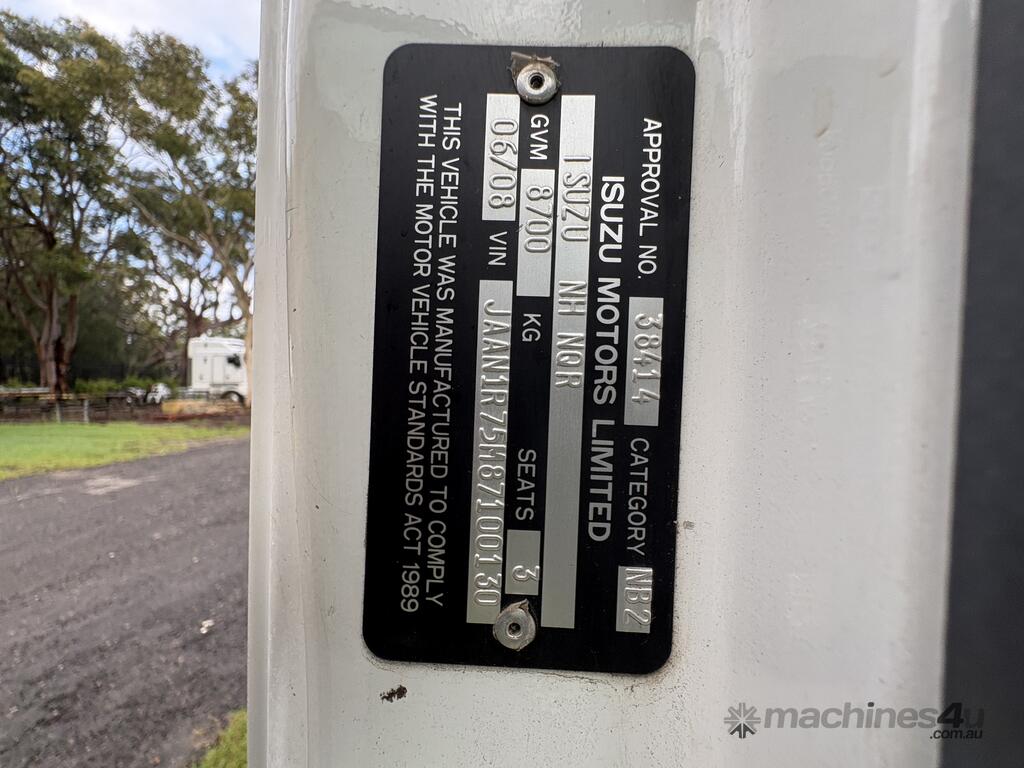 APPROVAL NO. 38414 CATEGORY NB2
ISUZU MOTORS LIMITED
ISUZU NH NQR
GVM 8700 KG SEATS 3
06/08 VIN JAAN1R75M87100130
THIS VEHICLE WAS MANUFACTURED TO COMPLY
WITH THE MOTOR VEHICLE STANDARDS ACT 1989
machines4u
.com.au